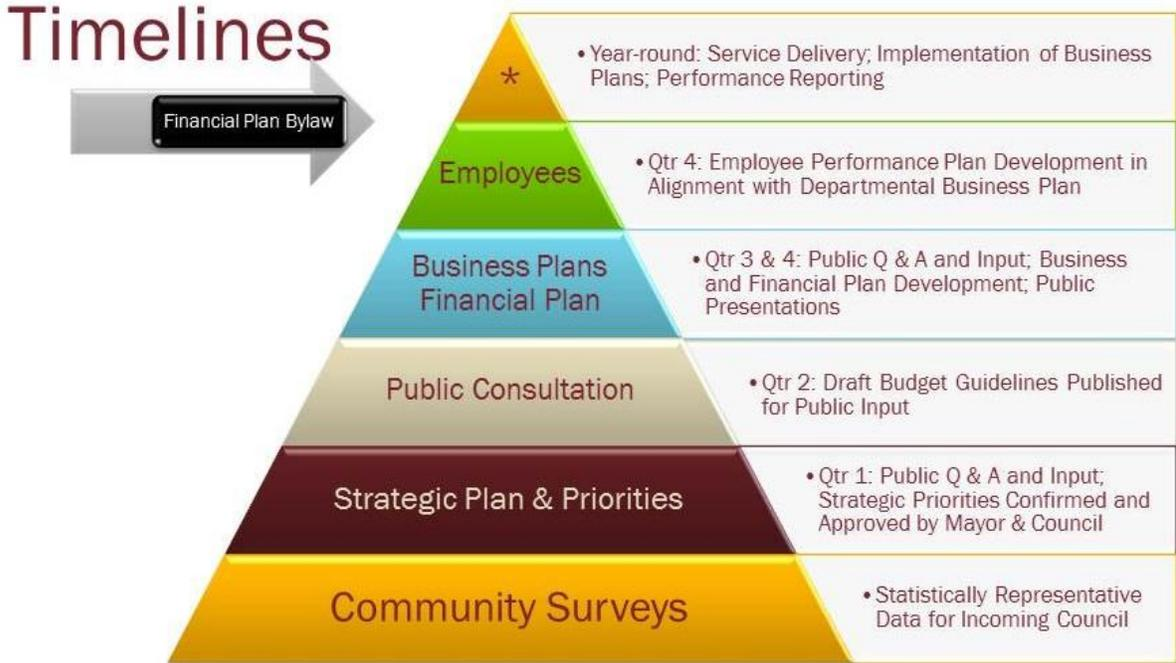 Timelines
Financial Plan Bylaw
*
• Year-round: Service Delivery; Implementation of Business
Plans; Performance Reporting
Employees
• Qtr 4: Employee Performance Plan Development in
Alignment with Departmental Business Plan
Business Plans
Financial Plan
• Qtr 3 & 4: Public Q & A and Input; Business
and Financial Plan Development; Public
Presentations
Public Consultation
• Qtr 2: Draft Budget Guidelines Published
for Public Input
Strategic Plan & Priorities
• Qtr 1: Public Q & A and Input;
Strategic Priorities Confirmed and
Approved by Mayor & Council
Community Surveys
• Statistically Representative
Data for Incoming Council